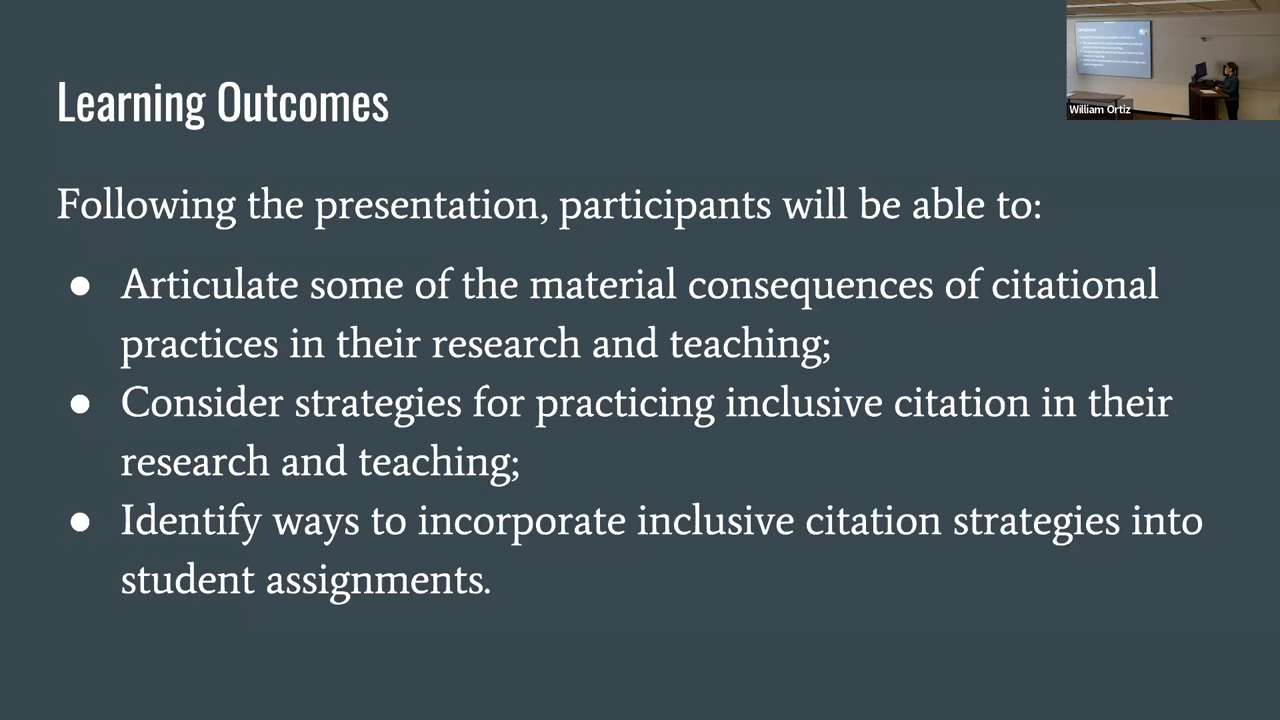 Learning Outcomes
William Ortiz
Following the presentation, participants will be able to:
● Articulate some of the material consequences of citational
practices in their research and teaching;
● Consider strategies for practicing inclusive citation in their
research and teaching;
● Identify ways to incorporate inclusive citation strategies into
student assignments.